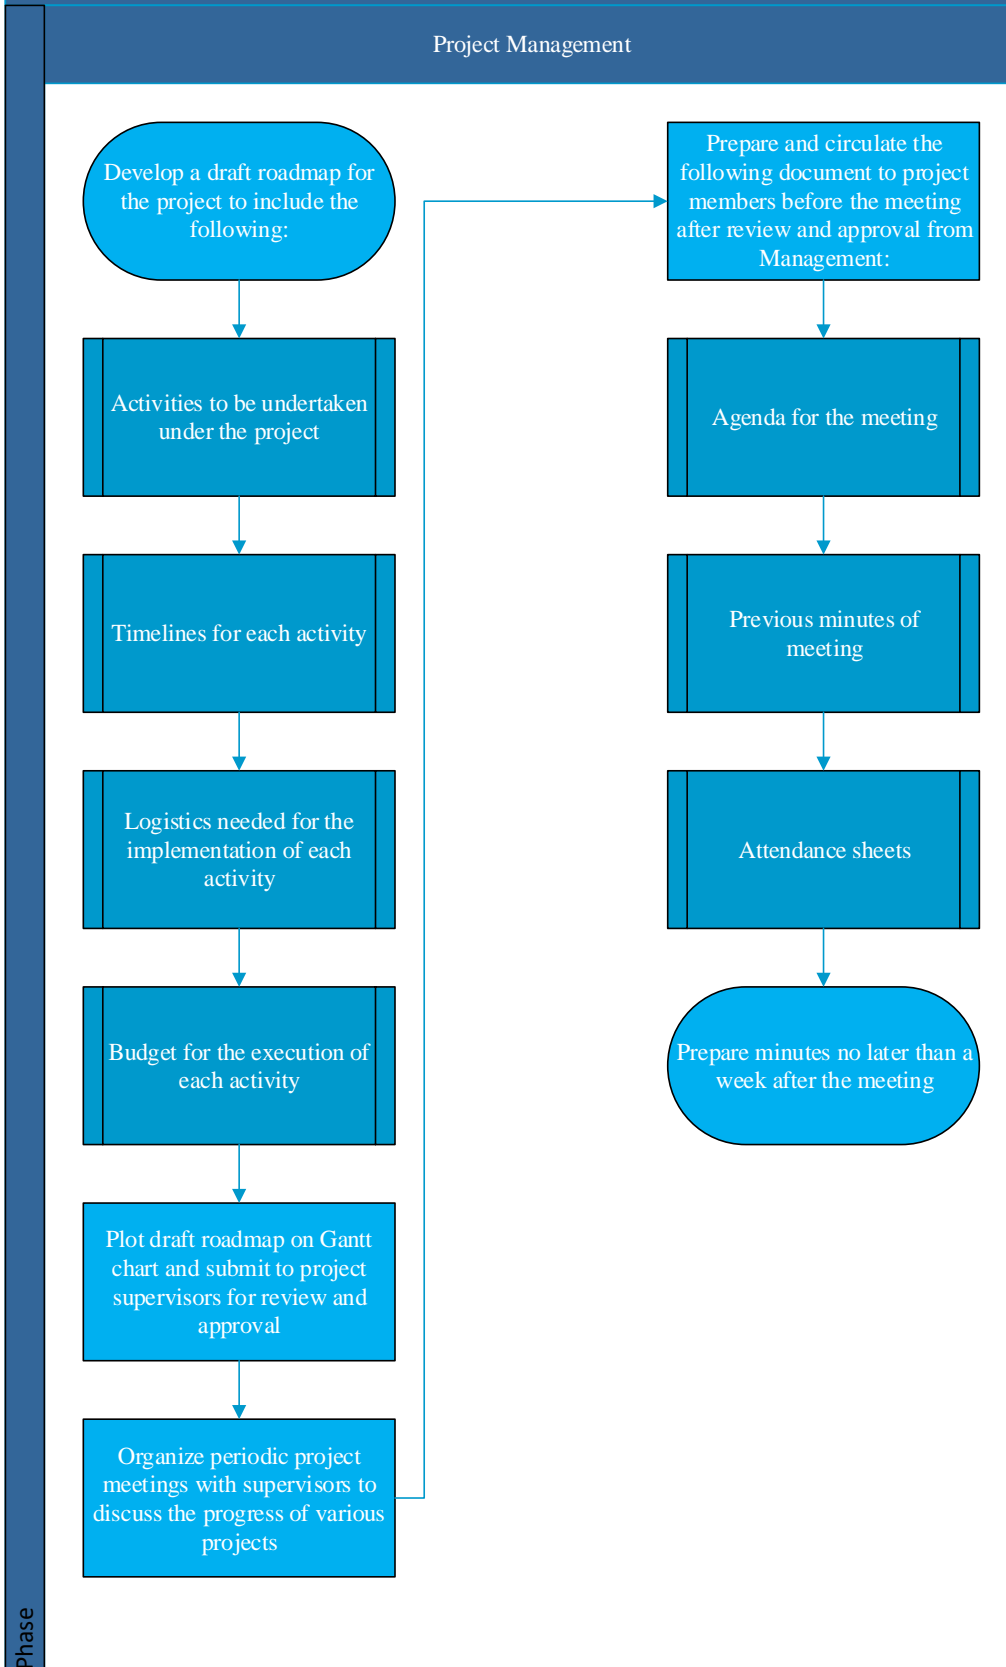 Project Management
Develop a draft roadmap for
the project to include the
following:
Activities to be undertaken
under the project
Timelines for each activity
Logistics needed for the
implementation of each
activity
Budget for the execution of
each activity
Plot draft roadmap on Gantt
chart and submit to project
supervisors for review and
approval
Organize periodic project
meetings with supervisors to
discuss the progress of various
projects
Prepare and circulate the
following document to project
members before the meeting
after review and approval from
Management:
Agenda for the meeting
Previous minutes of
meeting
Attendance sheets
Prepare minutes no later than a
week after the meeting
Phase